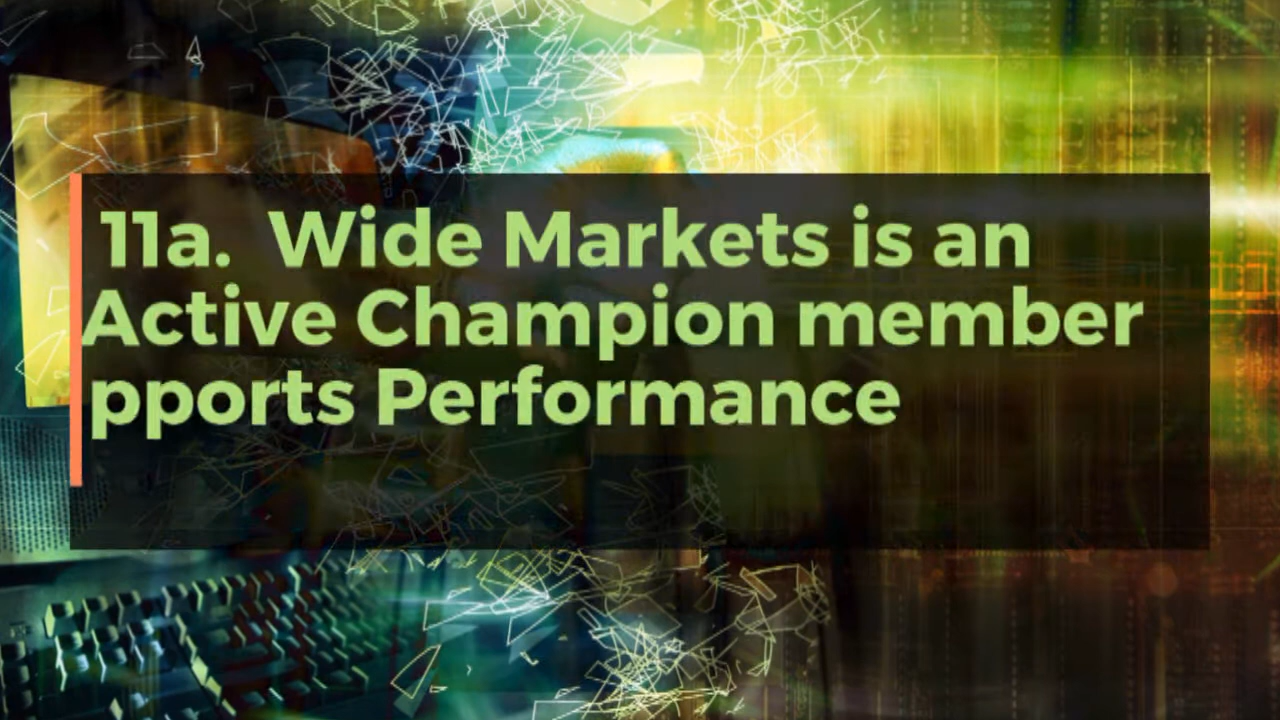 11a. Wide Markets is an
Active Champion member
pports Performance